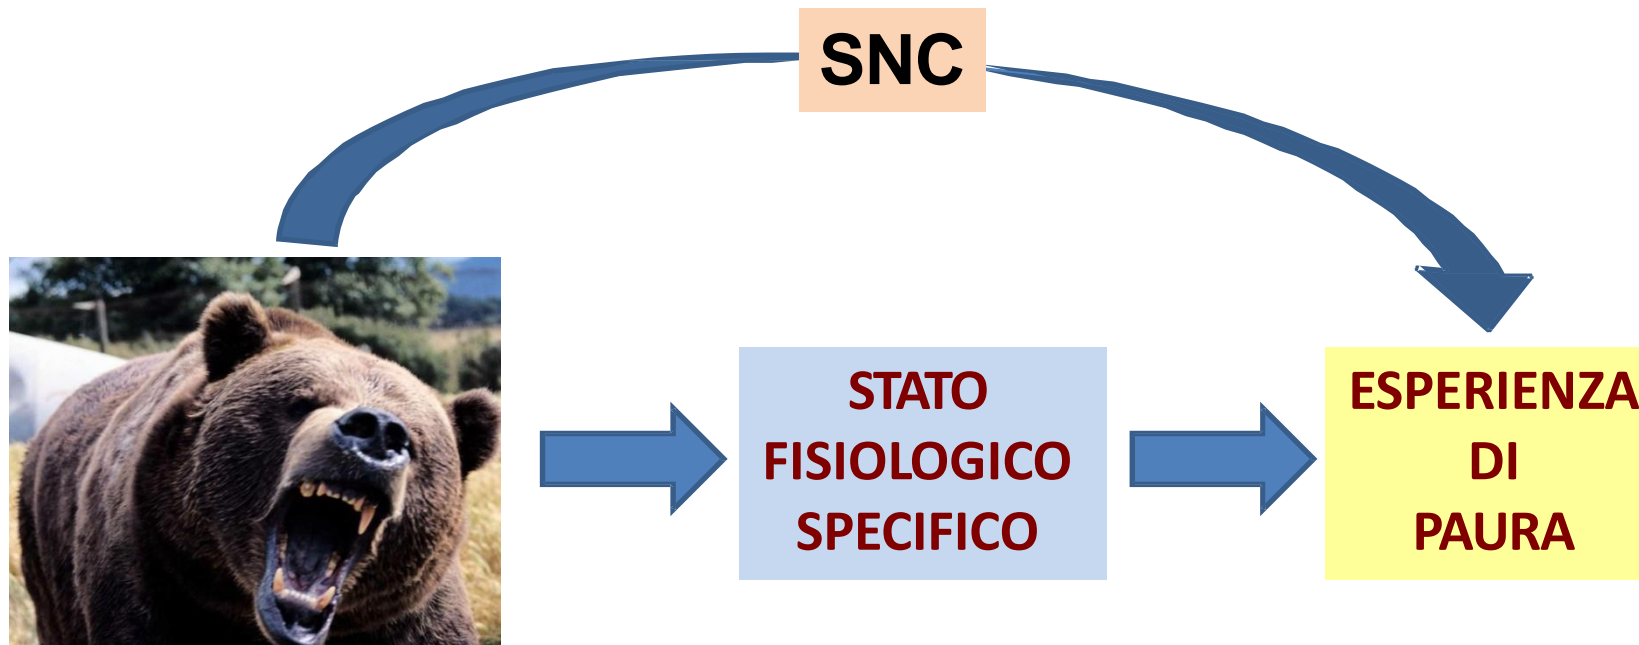 SNC
STATO
FISIOLOGICO
SPECIFICO
ESPERIENZA
DI
PAURA